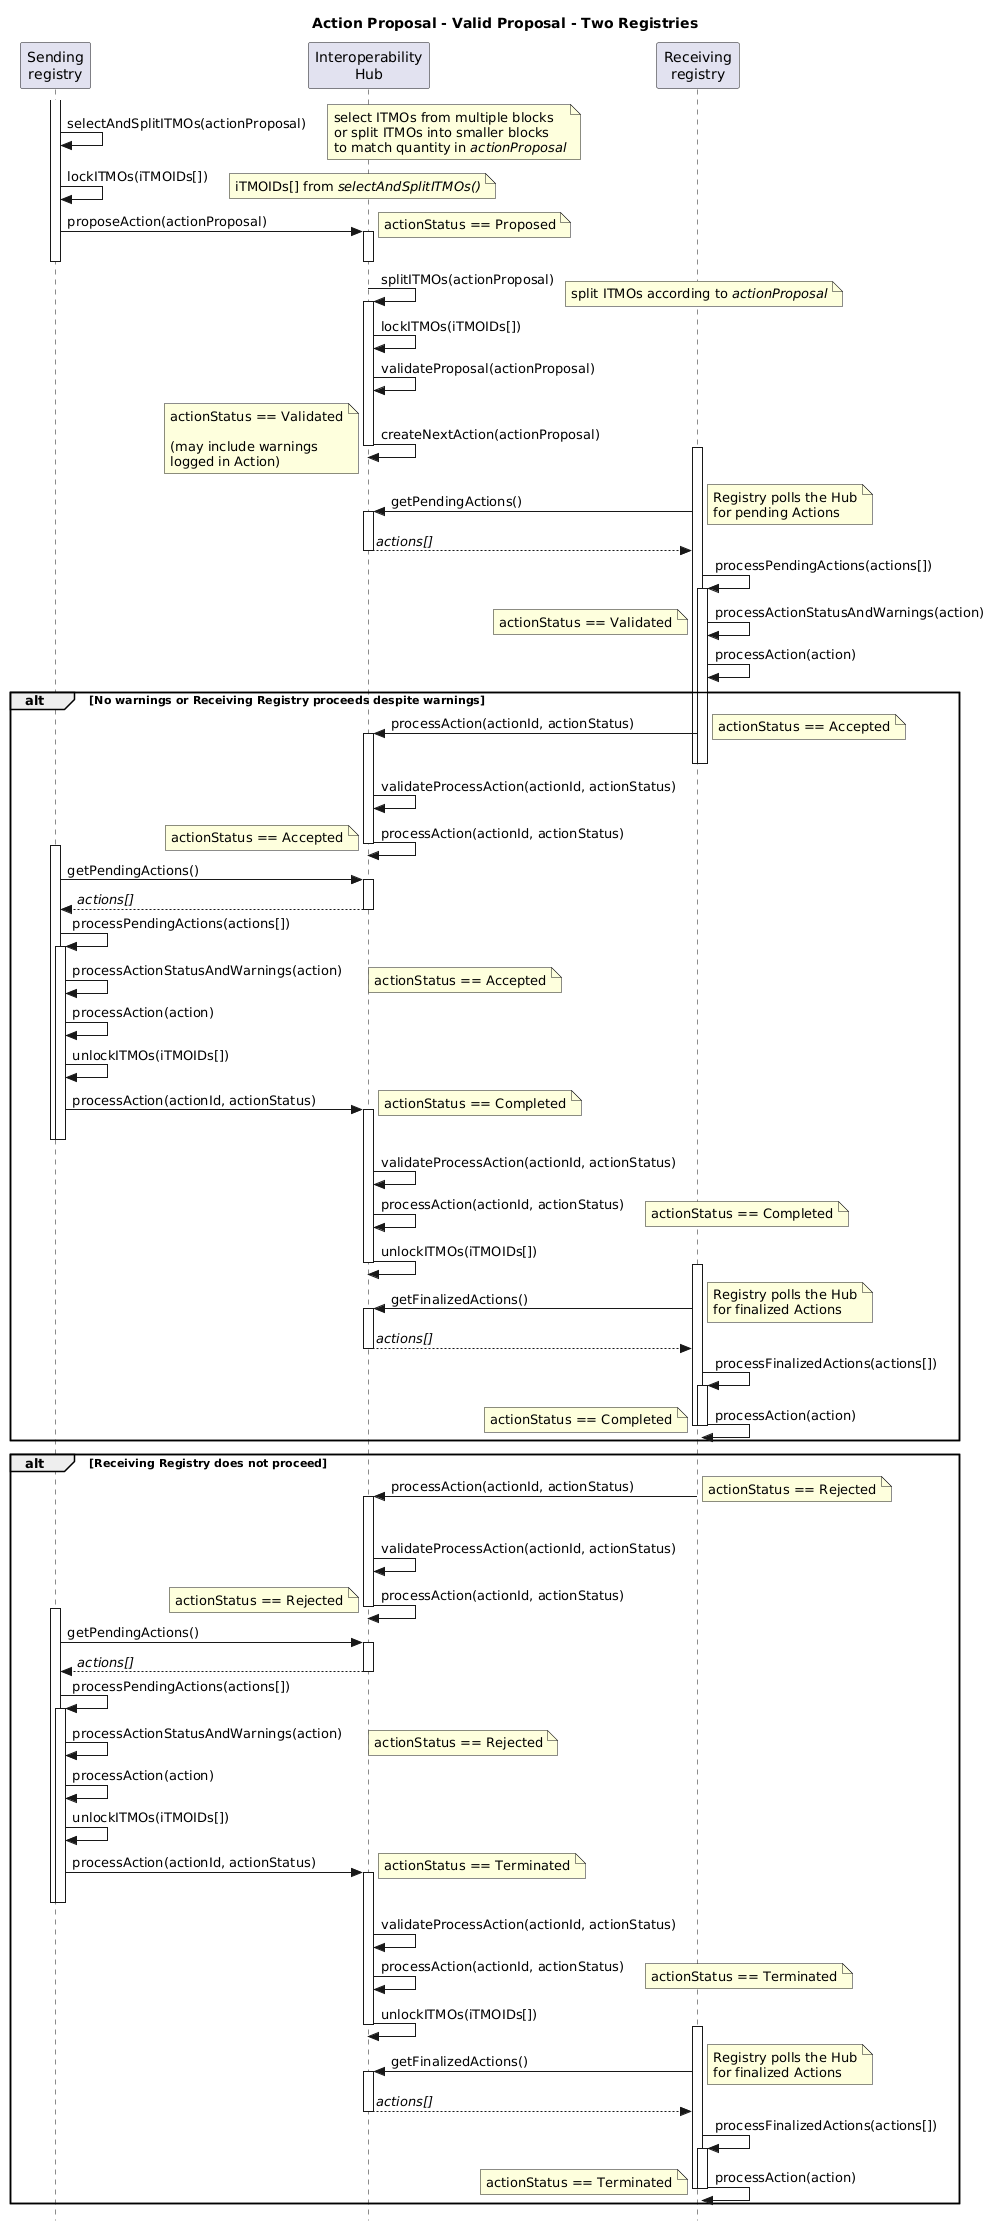 Action Proposal - Valid Proposal - Two Registries
Sending
registry
Interoperability
Hub
Receiving
registry
selectAndSplitITMOs(actionProposal)
select ITMOs from multiple blocks
or split ITMOs into smaller blocks
to match quantity in actionProposal
lockITMOs(iTMOIDs[])
iTMOIDs[] from selectAndSplitITMOs()
proposeAction(actionProposal)
actionStatus == Proposed
splitITMOs(actionProposal)
split ITMOs according to actionProposal
lockITMOs(iTMOIDs[])
validateProposal(actionProposal)
actionStatus == Validated
(may include warnings
logged in Action)
createNextAction(actionProposal)
getPendingActions()
Registry polls the Hub
for pending Actions
actions[]
processPendingActions(actions[])
processActionStatusAndWarnings(action)
actionStatus == Validated
processAction(action)
alt
[No warnings or Receiving Registry proceeds despite warnings]
processAction(actionId, actionStatus)
actionStatus == Accepted
validateProcessAction(actionId, actionStatus)
actionStatus == Accepted
processAction(actionId, actionStatus)
getPendingActions()
actions[]
processPendingActions(actions[])
processActionStatusAndWarnings(action)
actionStatus == Accepted
processAction(action)
unlockITMOs(iTMOIDs[])
processAction(actionId, actionStatus)
actionStatus == Completed
validateProcessAction(actionId, actionStatus)
processAction(actionId, actionStatus)
actionStatus == Completed
unlockITMOs(iTMOIDs[])
getFinalizedActions()
Registry polls the Hub
for finalized Actions
actions[]
processFinalizedActions(actions[])
actionStatus == Completed
processAction(action)
alt
[Receiving Registry does not proceed]
processAction(actionId, actionStatus)
actionStatus == Rejected
validateProcessAction(actionId, actionStatus)
actionStatus == Rejected
processAction(actionId, actionStatus)
getPendingActions()
actions[]
processPendingActions(actions[])
processActionStatusAndWarnings(action)
actionStatus == Rejected
processAction(action)
unlockITMOs(iTMOIDs[])
processAction(actionId, actionStatus)
actionStatus == Terminated
validateProcessAction(actionId, actionStatus)
processAction(actionId, actionStatus)
actionStatus == Terminated
unlockITMOs(iTMOIDs[])
getFinalizedActions()
Registry polls the Hub
for finalized Actions
actions[]
processFinalizedActions(actions[])
actionStatus == Terminated
processAction(action)